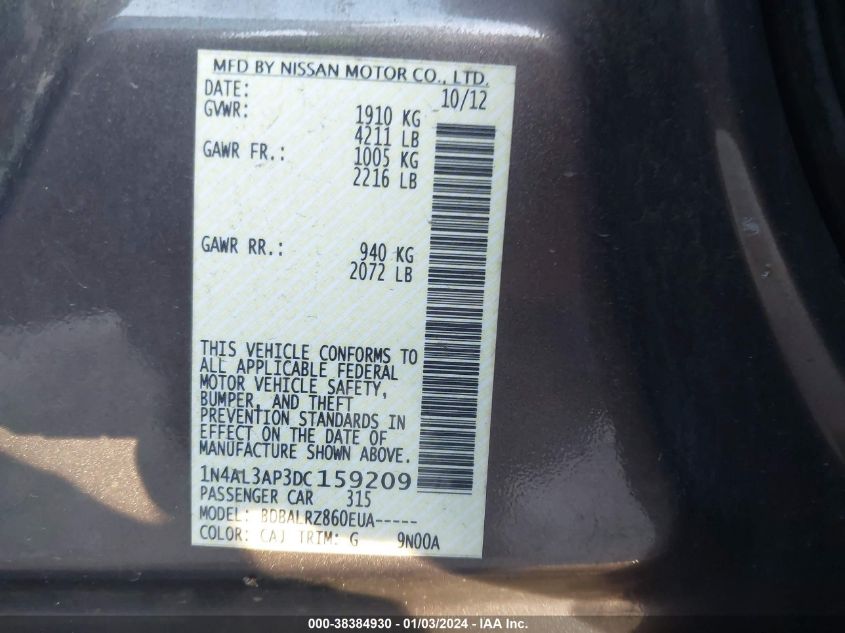 MFD BY NISSAN MOTOR CO., LTD.
DATE: 10/12
GVWR: 1910 KG
4211 LB
GAWR FR.: 1005 KG
2216 LB
GAWR RR.: 940 KG
2072 LB
THIS VEHICLE CONFORMS TO
ALL APPLICABLE FEDERAL
MOTOR VEHICLE SAFETY,
BUMPER, AND THEFT
PREVENTION STANDARDS IN
EFFECT ON THE DATE OF
MANUFACTURE SHOWN ABOVE.
1N4AL3AP3DC159209
PASSENGER CAR 315
MODEL: BDBALRZ860EUA-----
COLOR: CAJ TRIM: G 9N00A
000-38384930 - 01/03/2024 - IAA Inc.